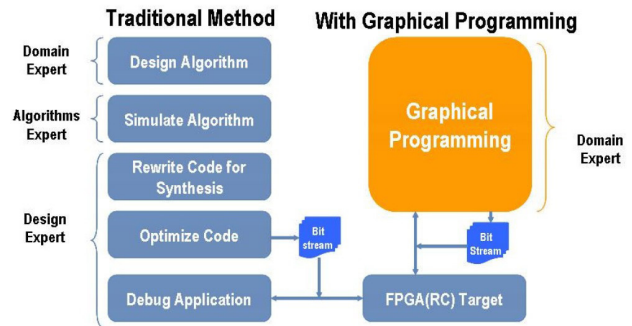 Traditional Method
With Graphical Programming
Domain
Expert
Design Algorithm
Algorithms
Expert
Simulate Algorithm
Graphical
Programming
Domain
Expert
Design
Expert
Rewrite Code for
Synthesis
Optimize Code
Bit
stream
Bit
Stream
Debug Application
FPGA(RC) Target